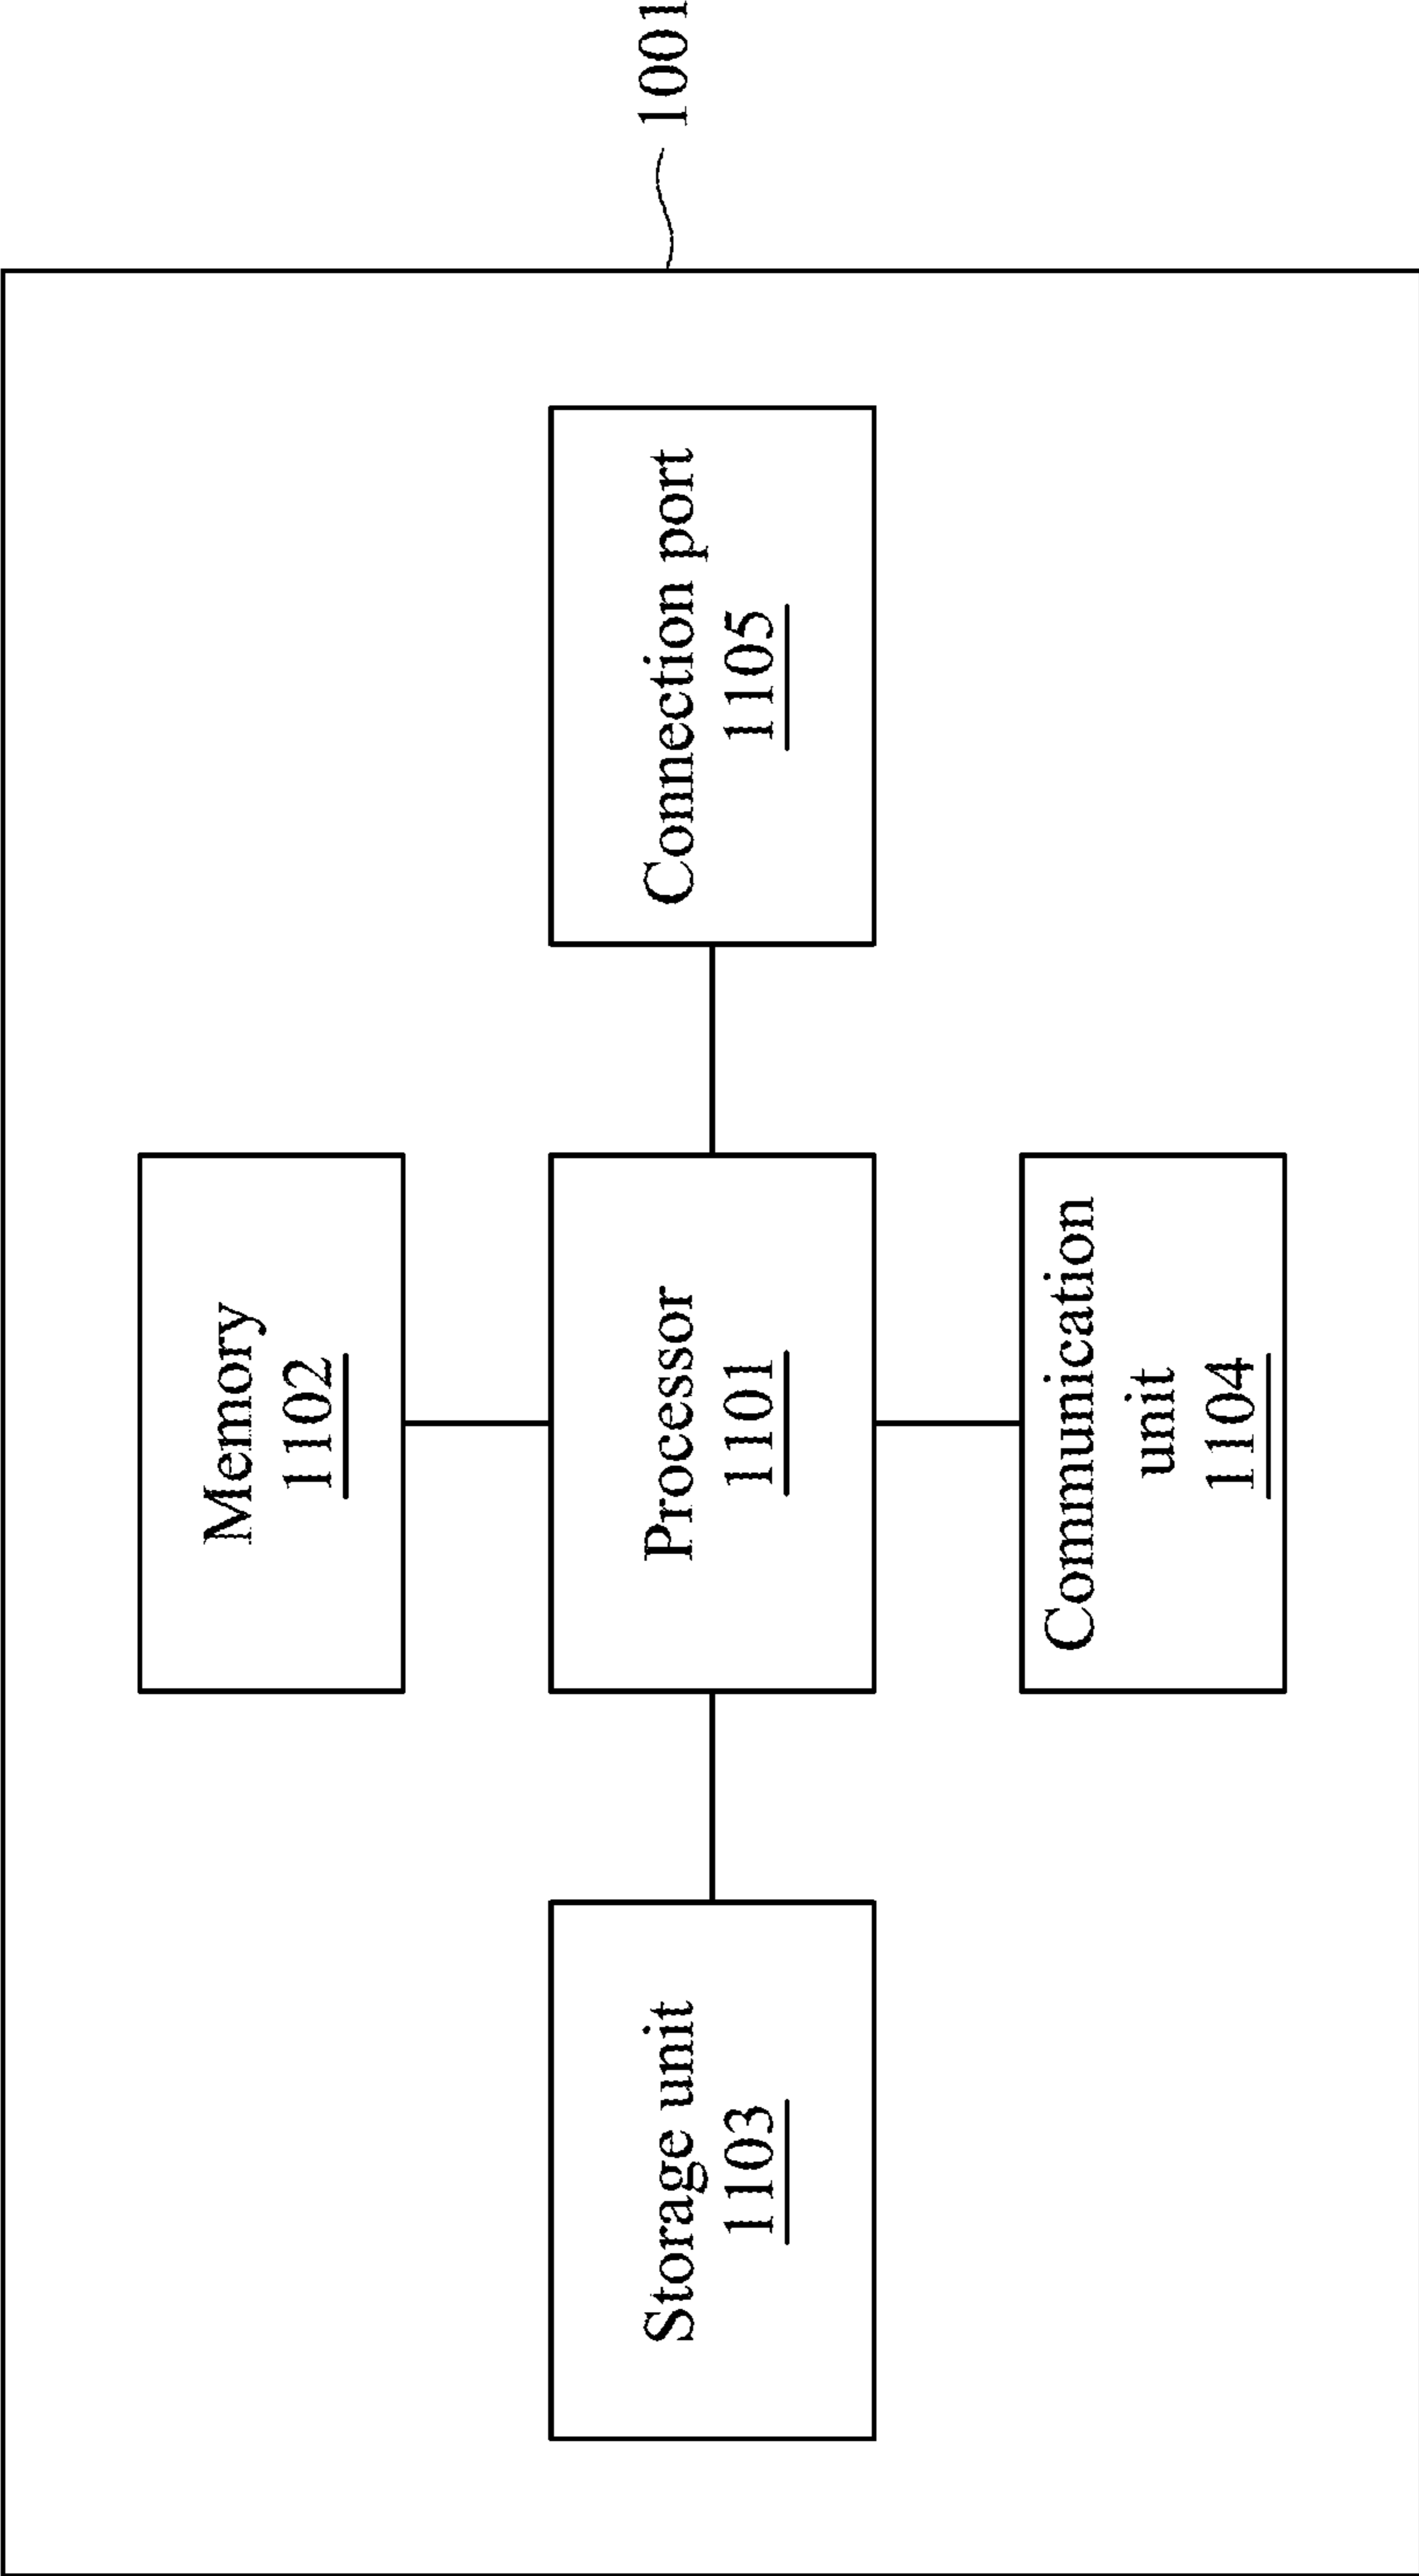 Memory
1102
Storage unit
1103
Processor
1101
Connection port
1105
1001
Communication
unit
1104